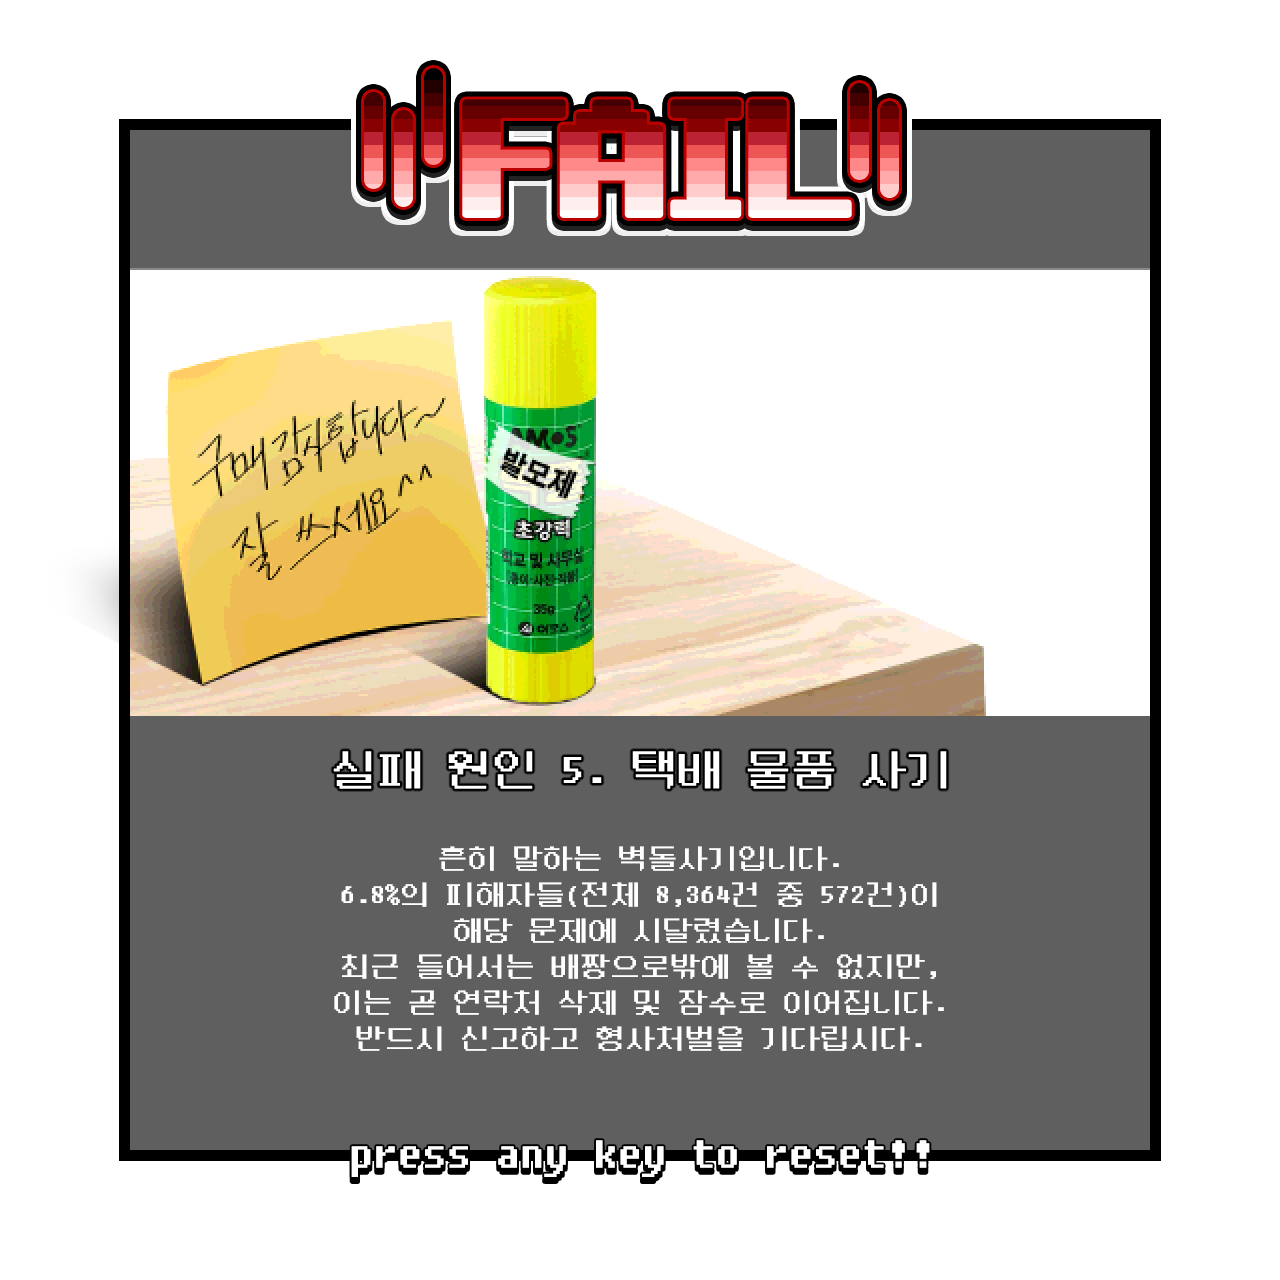 FAIL
구매 감사합니다~
잘 쓰세요^^
발모제
초강력
학교 및 사무실
35g
아모스
실패 원인 5. 택배 물품 사기
흔히 말하는 벽돌사기입니다.
6.8%의 피해자들(전체 8,364건 중 572건)이
해당 문제에 시달렸습니다.
최근 들어서는 배짱으로밖에 볼 수 없지만,
이는 곧 연락처 삭제 및 잠수로 이어집니다.
반드시 신고하고 형사처벌을 기다립시다.
press any key to reset!!